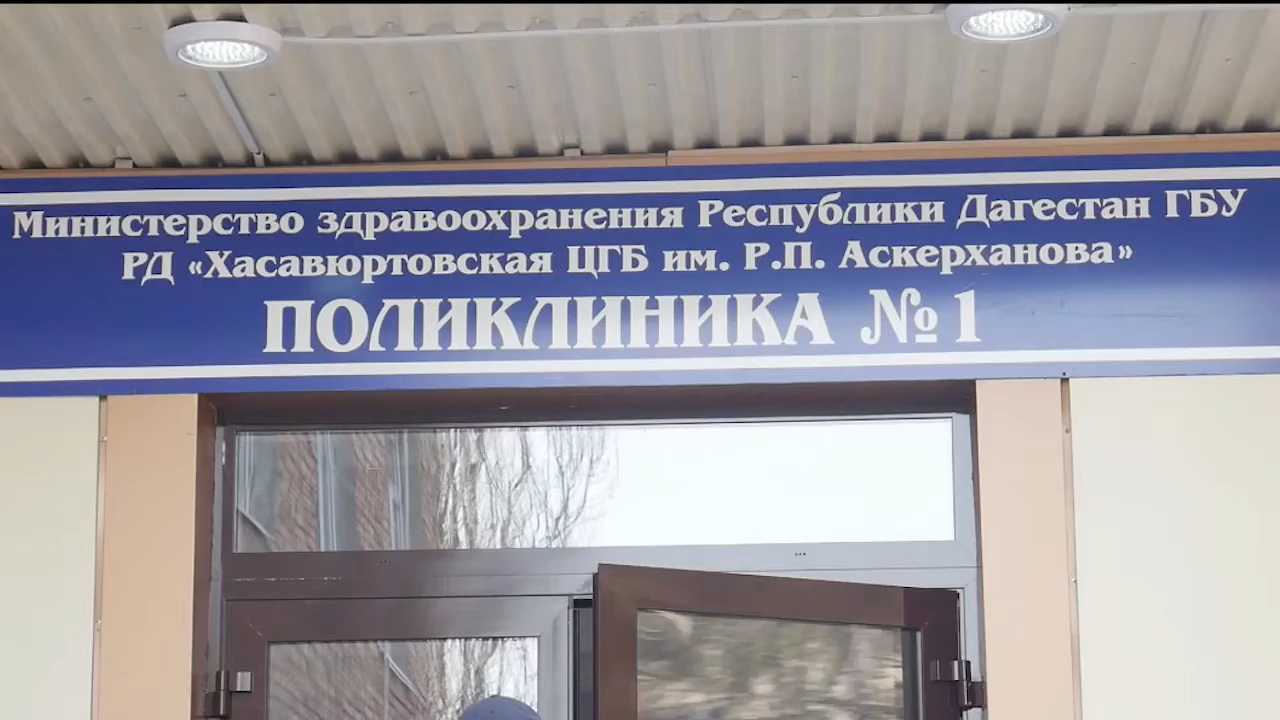 Министерство здравоохранения Республики Дагестан ГБУ
РД «Хасавюртовская ЦГБ им. Р.П. Аскерханова»
ПОЛИКЛИНИКА №1